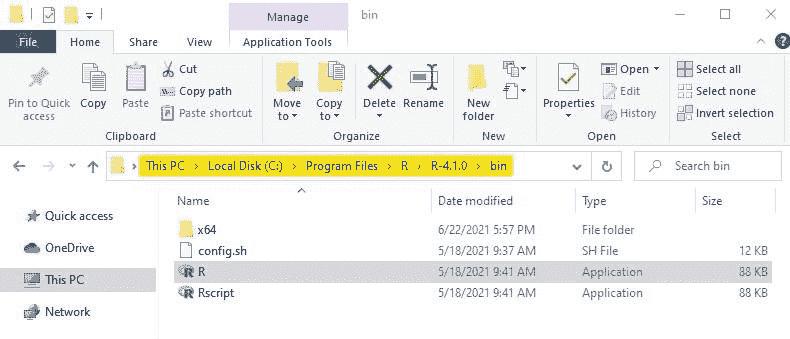 Manage
bin
File
Home
Share
View
Application Tools
Pin to Quick
access
Copy
Paste
Cut
Copy path
Paste shortcut
Clipboard
Move
to
Copy
to
Delete
Rename
Organize
New
folder
New
Properties
Open
Edit
History
Open
Select all
Select none
Invert selection
Select
This PC › Local Disk (C:) › Program Files › R › R-4.1.0 › bin
Search bin
Name Date modified Type Size
Quick access
OneDrive
This PC
Network
x64 6/22/2021 5:57 PM File folder
config.sh 5/18/2021 9:37 AM SH File 12 KB
R 5/18/2021 9:41 AM Application 88 KB
Rscript 5/18/2021 9:41 AM Application 88 KB